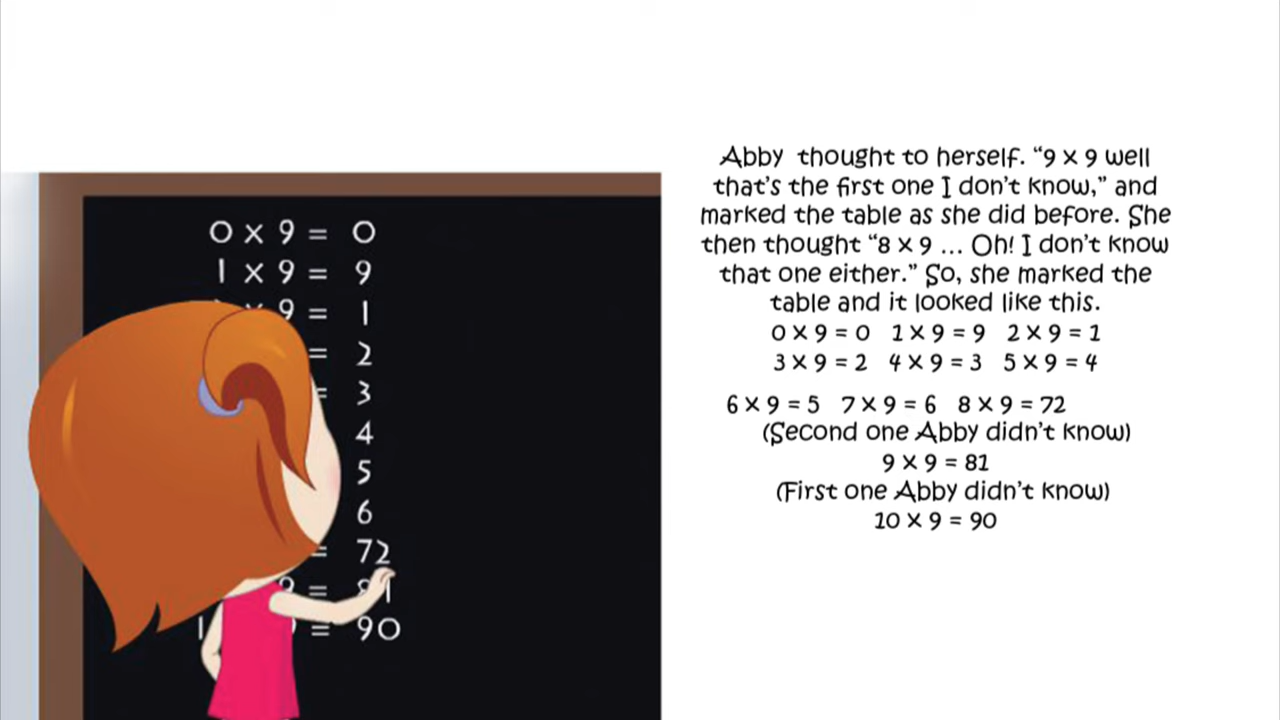 0 x 9 = 0
1 x 9 = 9
9 = 1
= 2
= 3
4
5
6
= 72
9 = 81
1 9 = 90
Abby thought to herself. “9 x 9 well
that’s the first one I don’t know,” and
marked the table as she did before. She
then thought “8 x 9 ... Oh! I don’t know
that one either.” So, she marked the
table and it looked like this.
0 x 9 = 0 1 x 9 = 9 2 x 9 = 1
3 x 9 = 2 4 x 9 = 3 5 x 9 = 4
6 x 9 = 5 7 x 9 = 6 8 x 9 = 72
(Second one Abby didn’t know)
9 x 9 = 81
(First one Abby didn’t know)
10 x 9 = 90